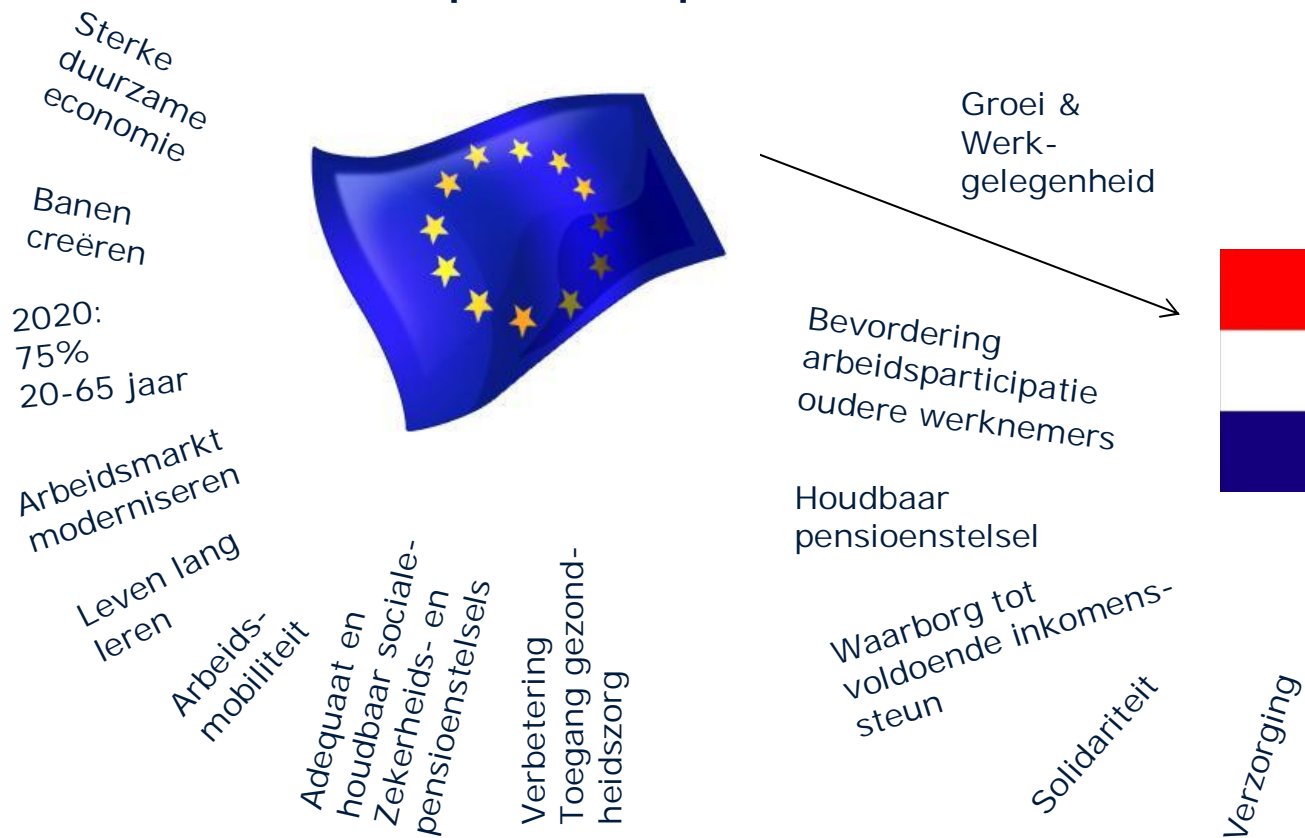 Sterke
duurzame
economie
Banen
creëren
2020:
75%
20-65 jaar
Arbeidsmarkt
moderniseren
Leven lang
leren
Arbeids-
mobiliteit
Adequaat en
houdbaar sociale-
Zekerheids- en
pensioenstelsels
Verbetering
Toegang gezond-
heidszorg
Groei &
Werk-
gelegenheid
Bevordering
arbeidsparticipatie
oudere werknemers
Houdbaar
pensioenstelsel
Waarborg tot
voldoende inkomens-
steun
Solidariteit
Verzorging